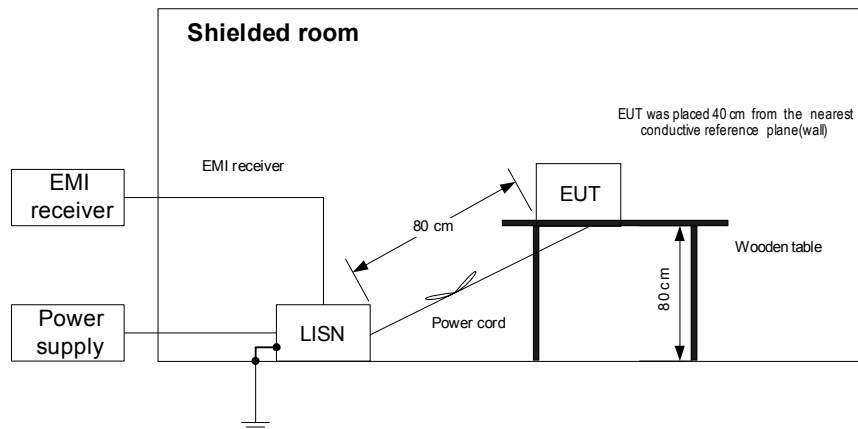 Shielded room
EUT was placed 40 cm from the nearest
conductive reference plane(wall)
EMI receiver
EMI
receiver
EUT
80 cm
Wooden table
80 cm
Power
supply
LISN
Power cord